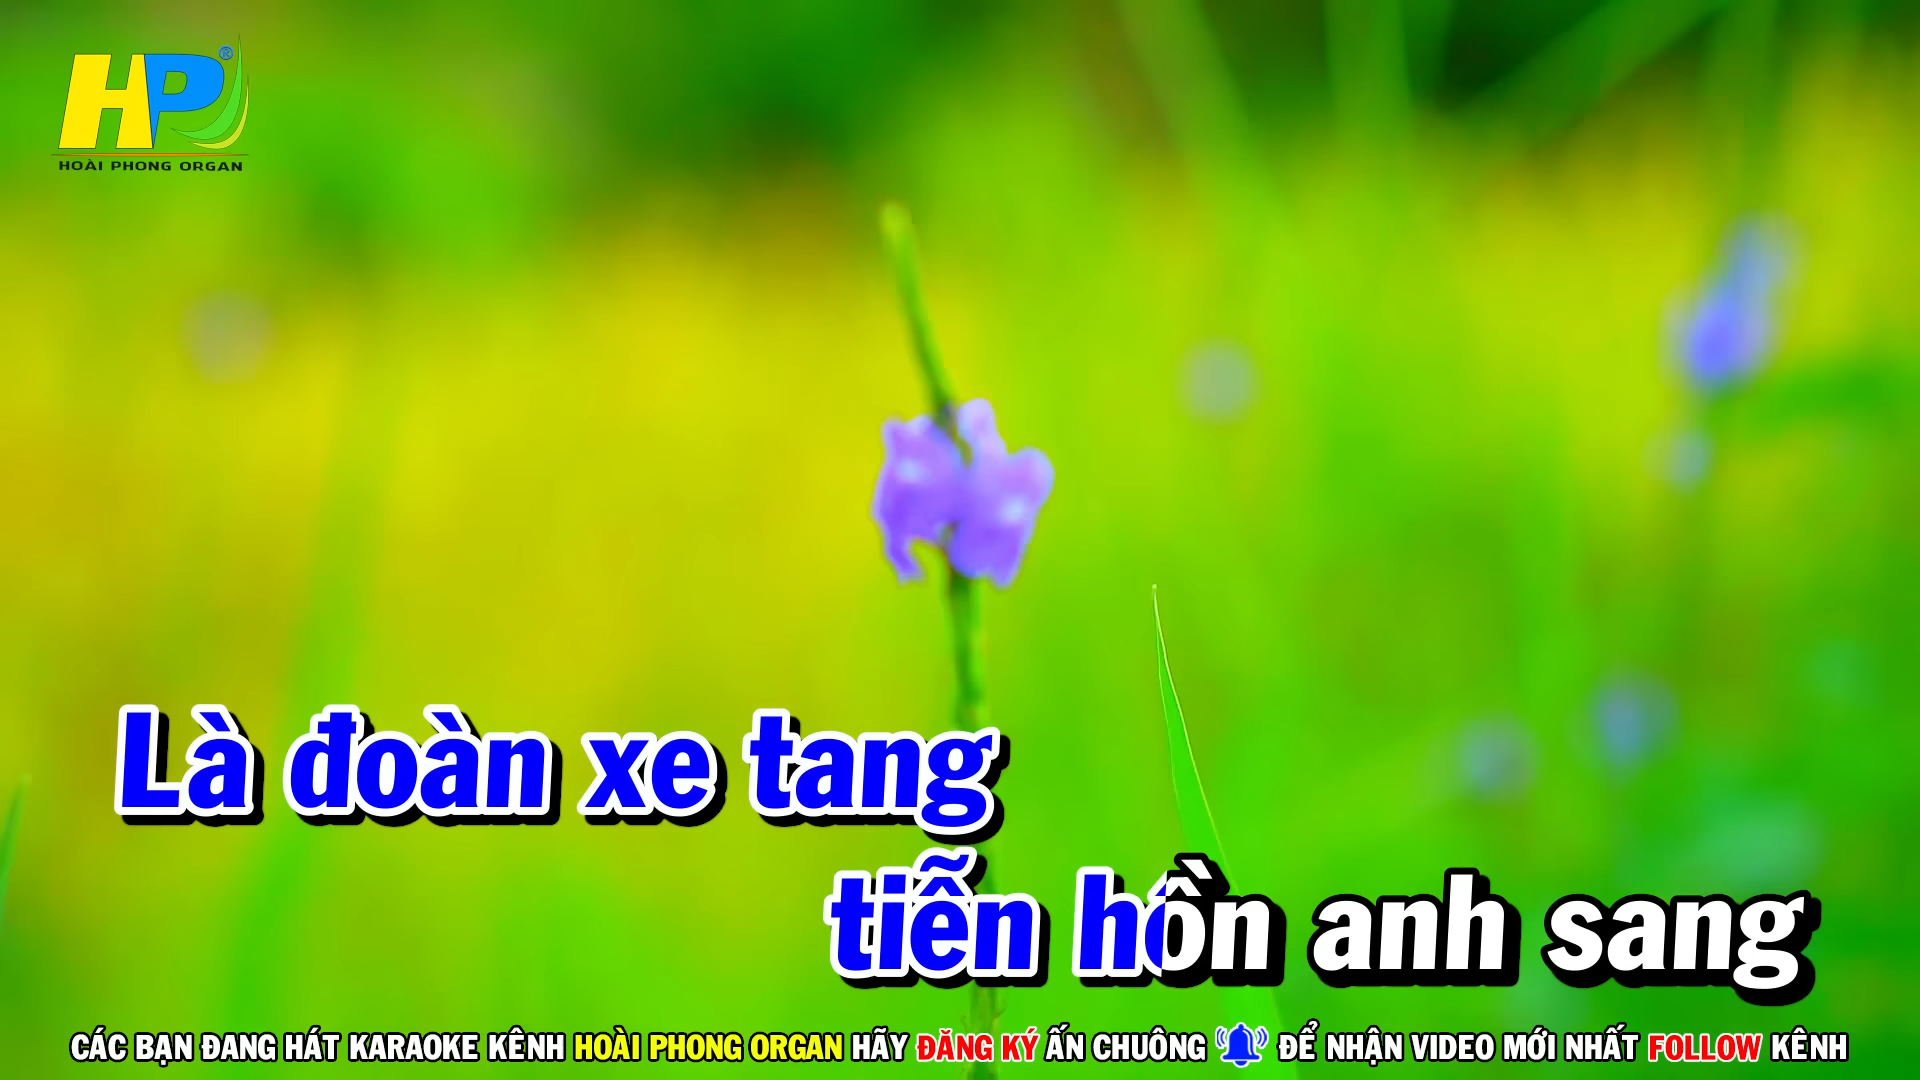 HP®
HOÀI PHONG ORGAN
Là đoàn xe tang
tiễn hồn anh sang
CÁC BẠN ĐANG HÁT KARAOKE KÊNH HOÀI PHONG ORGAN HÃY ĐĂNG KÝ ẤN CHUÔNG ĐỂ NHẬN VIDEO MỚI NHẤT FOLLOW KÊNH